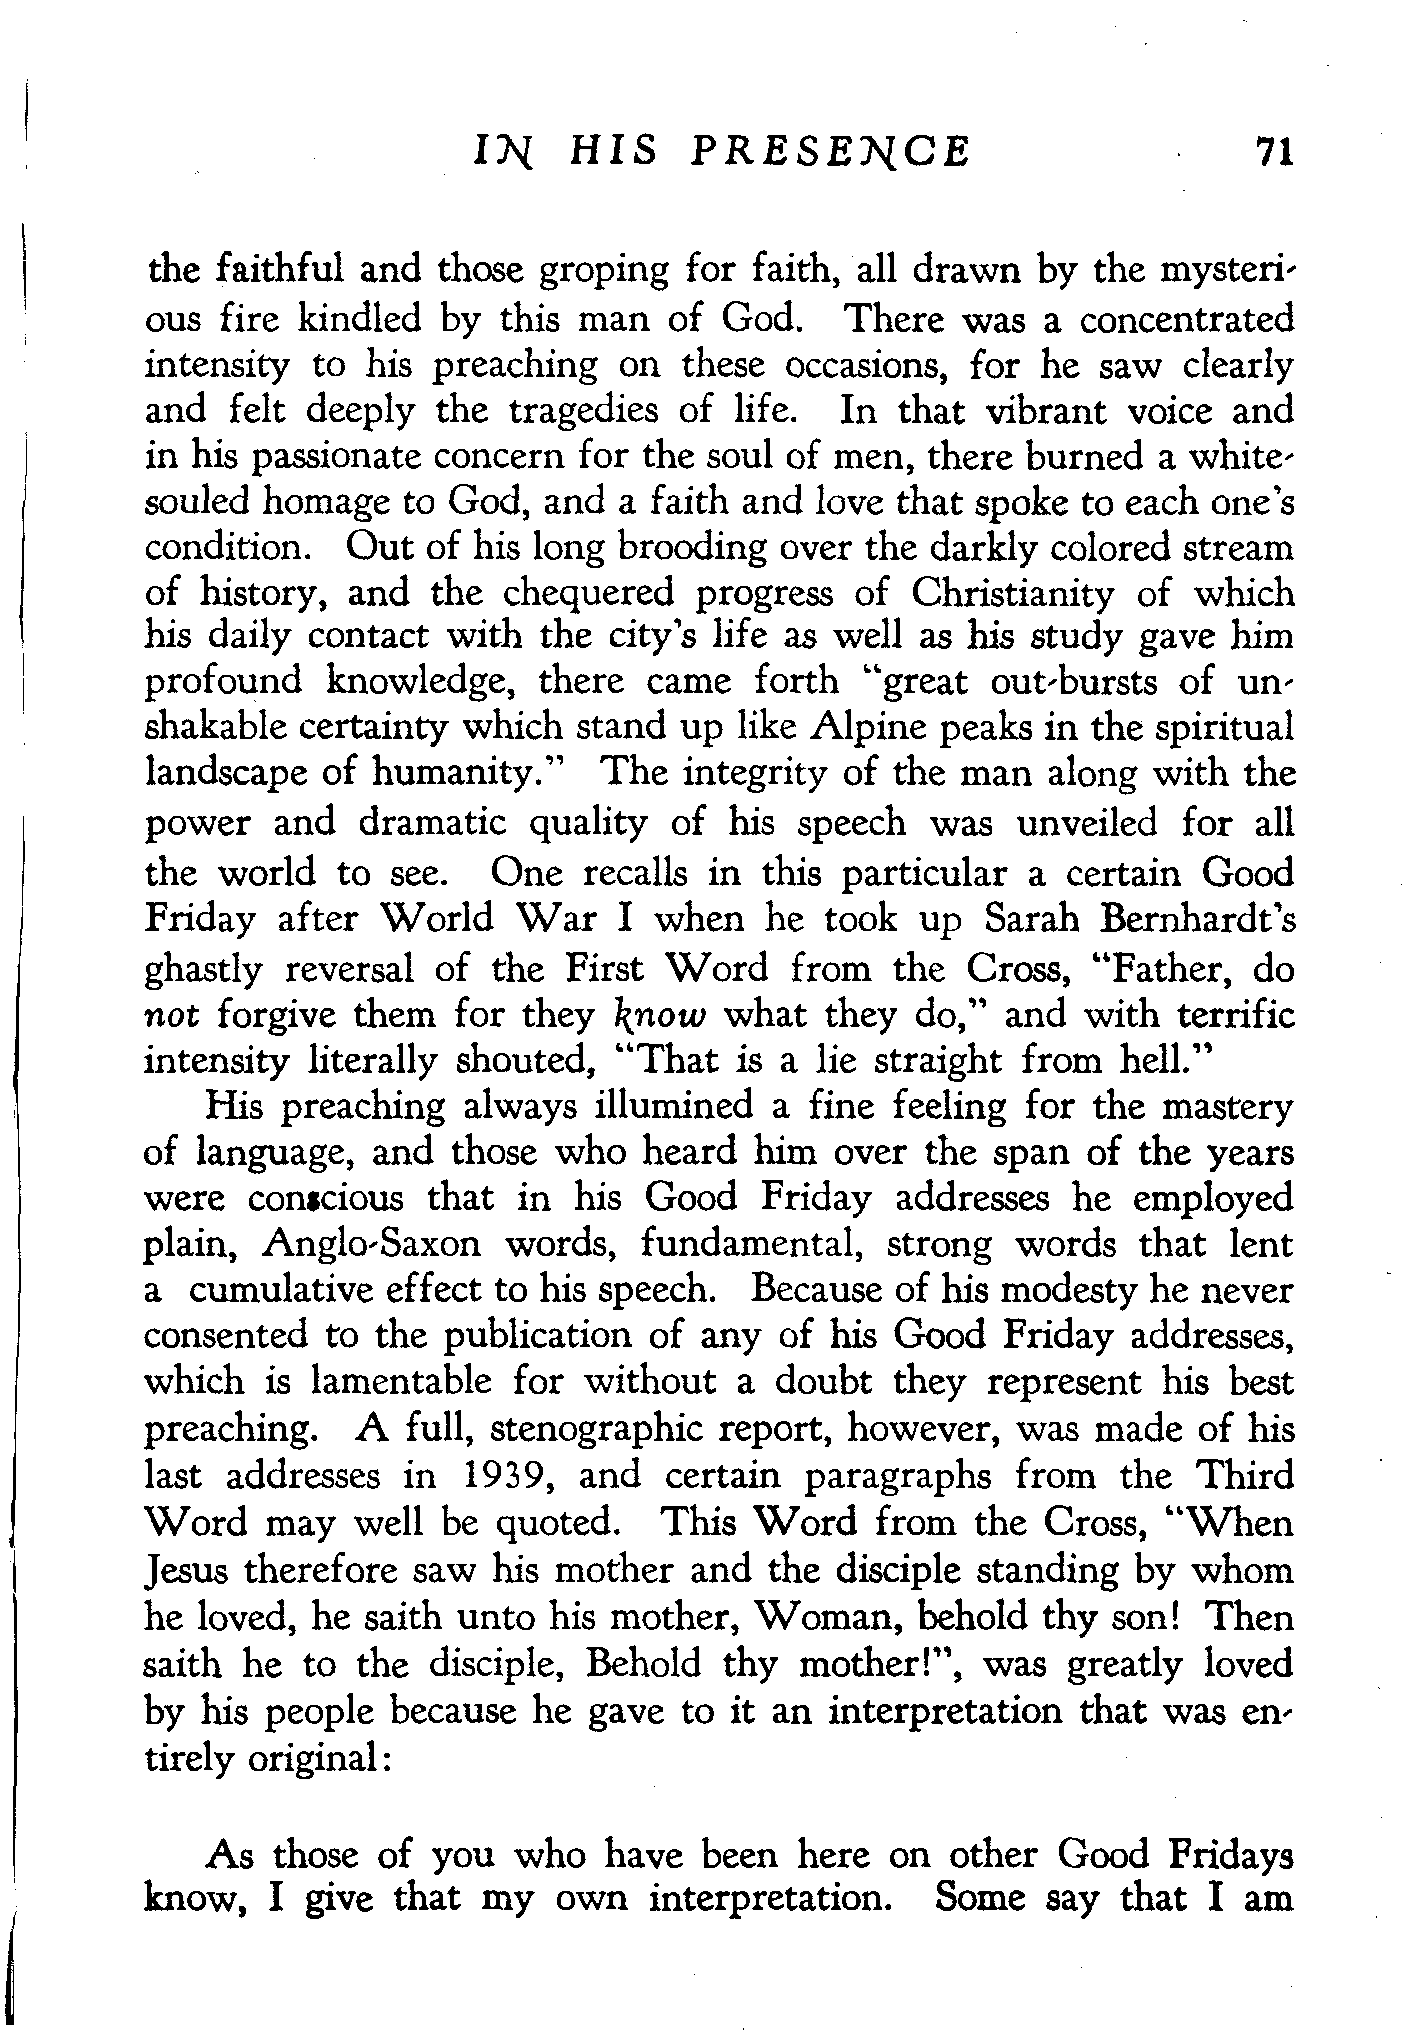 IN HIS PRESENCE 71
the faithful and those groping for faith, all drawn by the mysteri-
ous fire kindled by this man of God. There was a concentrated
intensity to his preaching on these occasions, for he saw clearly
and felt deeply the tragedies of life. In that vibrant voice and
in his passionate concern for the soul of men, there burned a white-
souled homage to God, and a faith and love that spoke to each one's
condition. Out of his long brooding over the darkly colored stream
of history, and the chequered progress of Christianity of which
his daily contact with the city's life as well as his study gave him
profound knowledge, there came forth "great out-bursts of un-
shakable certainty which stand up like Alpine peaks in the spiritual
landscape of humanity." The integrity of the man along with the
power and dramatic quality of his speech was unveiled for all
the world to see. One recalls in this particular a certain Good
Friday after World War I when he took up Sarah Bernhardt's
ghastly reversal of the First Word from the Cross, "Father, do
not forgive them for they know what they do," and with terrific
intensity literally shouted, "That is a lie straight from hell."
His preaching always illumined a fine feeling for the mastery
of language, and those who heard him over the span of the years
were conscious that in his Good Friday addresses he employed
plain, Anglo-Saxon words, fundamental, strong words that lent
a cumulative effect to his speech. Because of his modesty he never
consented to the publication of any of his Good Friday addresses,
which is lamentable for without a doubt they represent his best
preaching. A full, stenographic report, however, was made of his
last addresses in 1939, and certain paragraphs from the Third
Word may well be quoted. This Word from the Cross, "When
Jesus therefore saw his mother and the disciple standing by whom
he loved, he saith unto his mother, Woman, behold thy son! Then
saith he to the disciple, Behold thy mother!", was greatly loved
by his people because he gave to it an interpretation that was en-
tirely original:
As those of you who have been here on other Good Fridays
know, I give that my own interpretation. Some say that I am